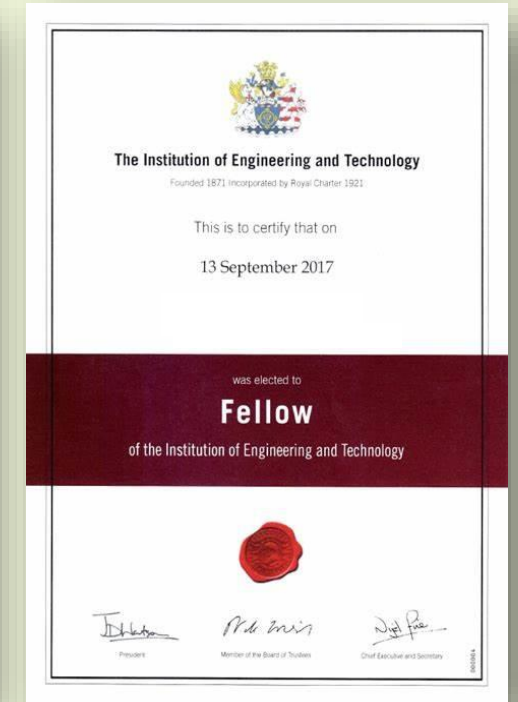 The Institution of Engineering and Technology
Founded 1871 Incorporated by Royal Charter 1921
This is to certify that on
13 September 2017
was elected to
Fellow
of the Institution of Engineering and Technology
President
Member of the Board of Trustees
Chief Executive and Secretary